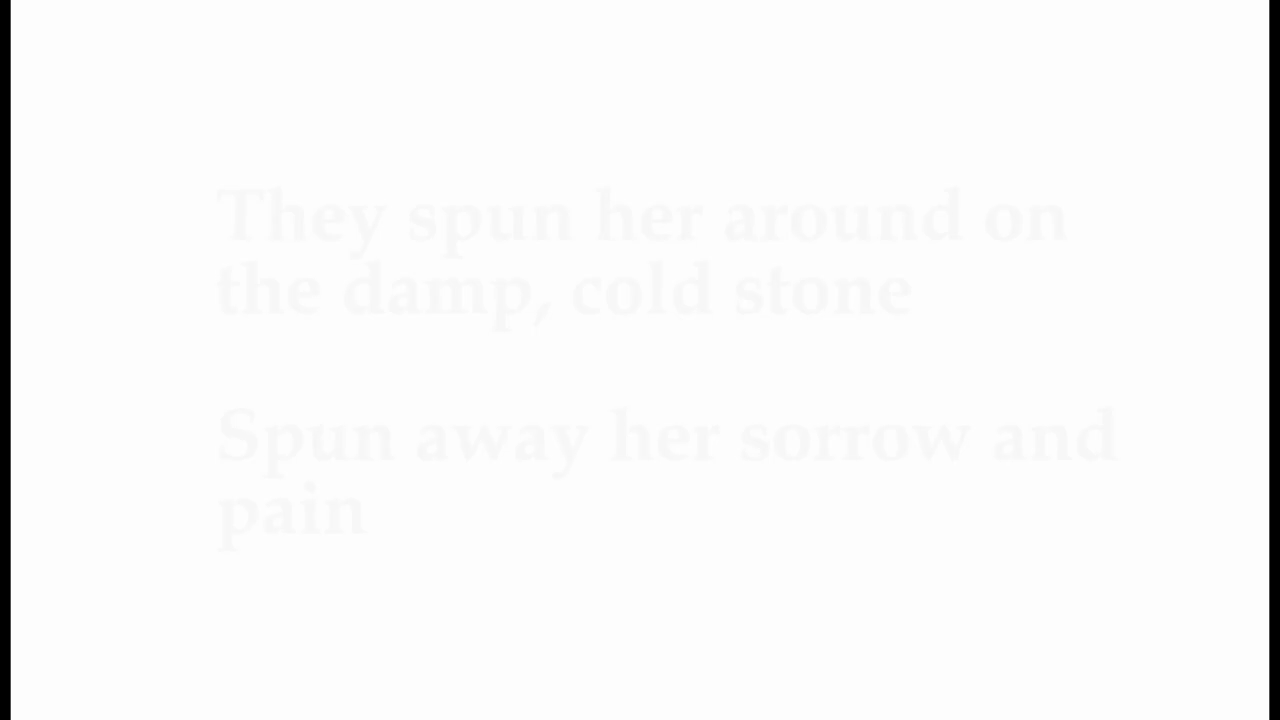 They spun her around on
the damp, cold stone
Spun away her sorrow and
pain